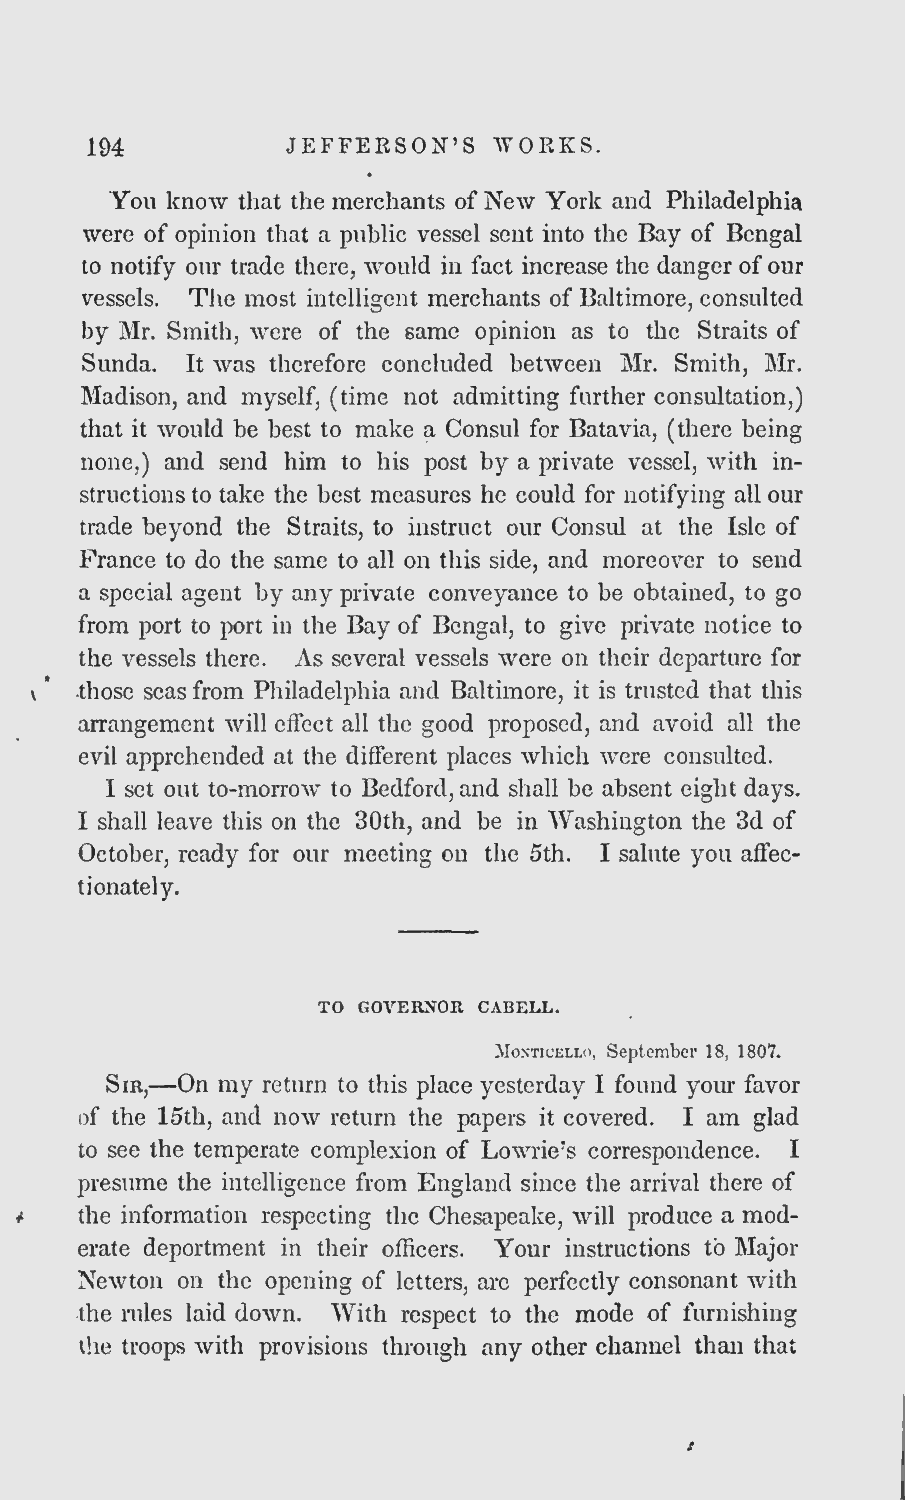 194 JEFFERSON'S WORKS.
You know that the merchants of New York and Philadelphia
were of opinion that a public vessel sent into the Bay of Bengal
to notify our trade there, would in fact increase the danger of our
vessels. The most intelligent merchants of Baltimore, consulted
by Mr. Smith, were of the same opinion as to the Straits of
Sunda. It was therefore concluded between Mr. Smith, Mr.
Madison, and myself, (time not admitting further consultation,)
that it would be best to make a Consul for Batavia, (there being
none,) and send him to his post by a private vessel, with in-
structions to take the best measures he could for notifying all our
trade beyond the Straits, to instruct our Consul at the Isle of
France to do the same to all on this side, and moreover to send
a special agent by any private conveyance to be obtained, to go
from port to port in the Bay of Bengal, to give private notice to
the vessels there. As several vessels were on their departure for
those seas from Philadelphia and Baltimore, it is trusted that this
arrangement will effect all the good proposed, and avoid all the
evil apprehended at the different places which were consulted.
I set out to-morrow to Bedford, and shall be absent eight days.
I shall leave this on the 30th, and be in Washington the 3d of
October, ready for our meeting on the 5th. I salute you affec-
tionately.
TO GOVERNOR CABELL.
MONTICELLO, September 18, 1807.
SIR,—On my return to this place yesterday I found your favor
of the 15th, and now return the papers it covered. I am glad
to see the temperate complexion of Lowrie's correspondence. I
presume the intelligence from England since the arrival there of
the information respecting the Chesapeake, will produce a mod-
erate deportment in their officers. Your instructions to Major
Newton on the opening of letters, are perfectly consonant with
the rules laid down. With respect to the mode of furnishing
the troops with provisions through any other channel than that